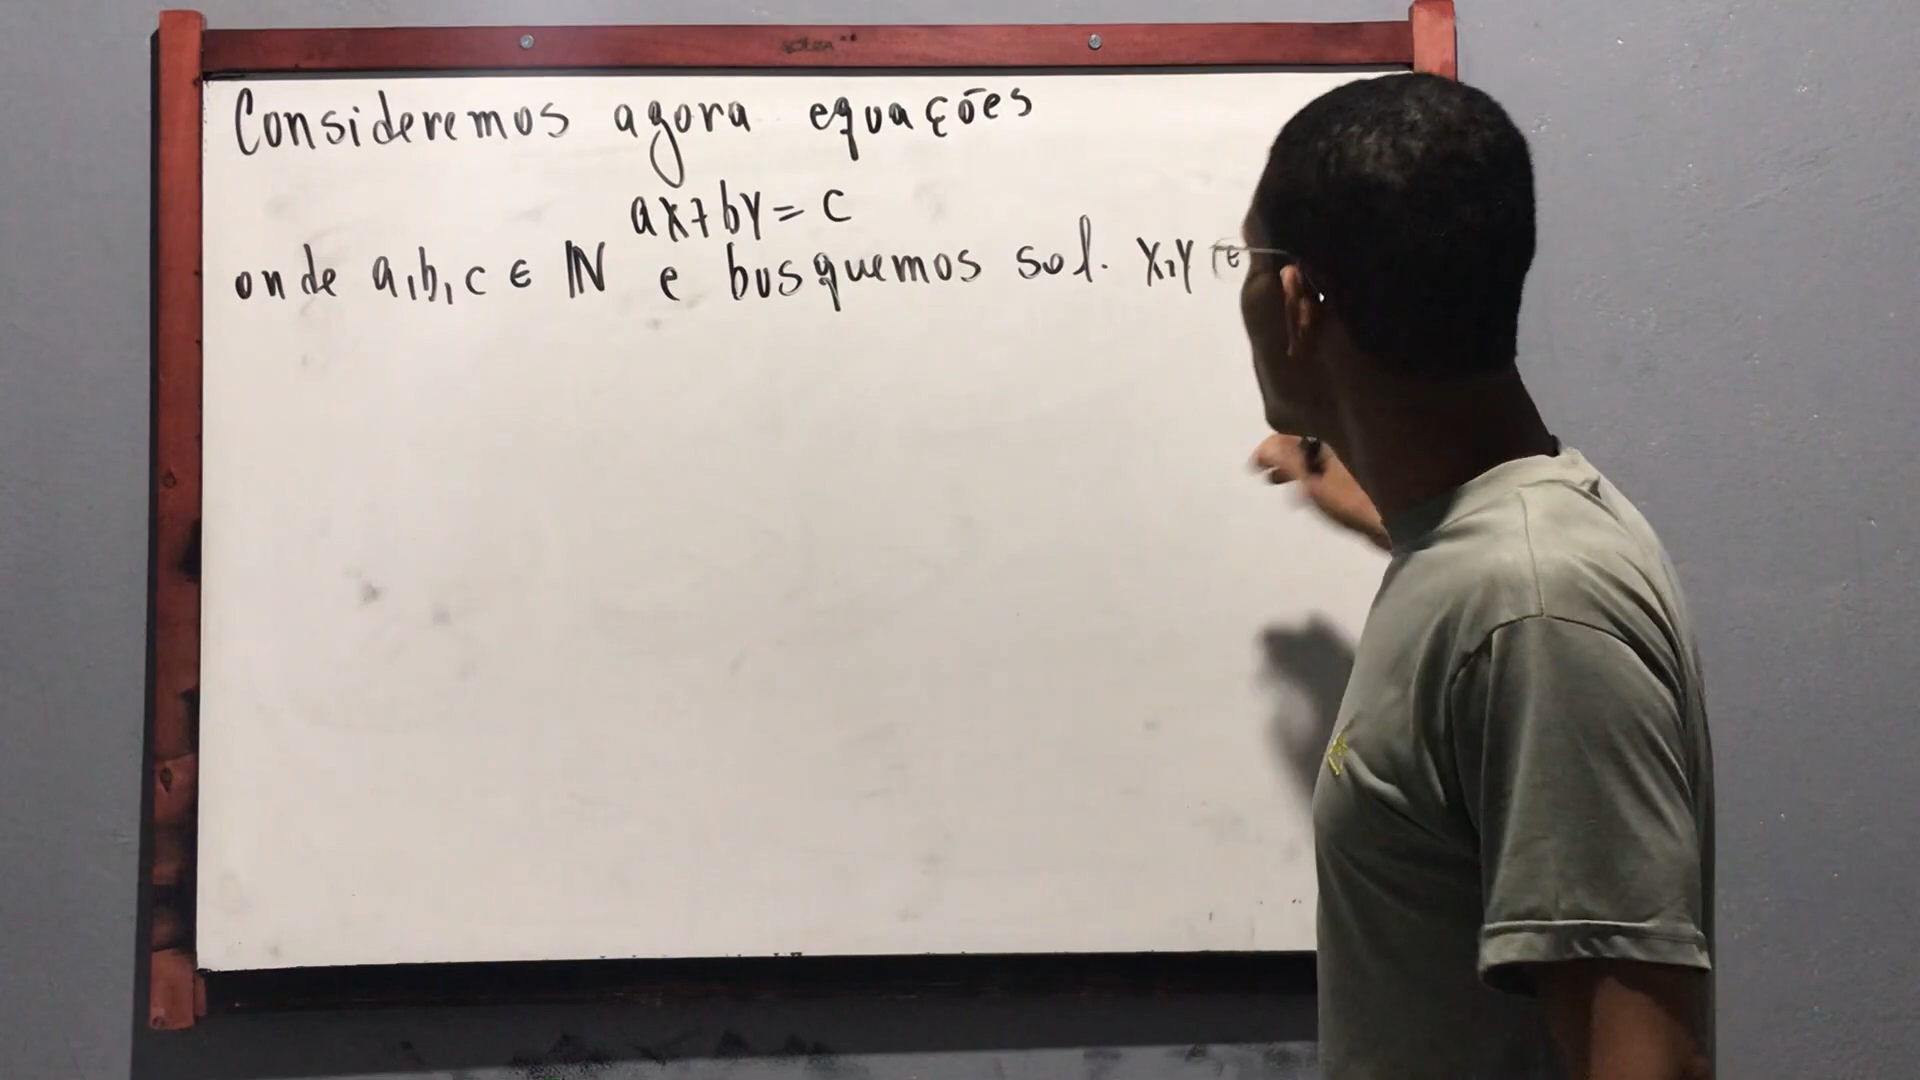 Consideremos agora equações
ax+by=c
onde a,b,c ∈ ℕ e busquemos sol. x,y ∈